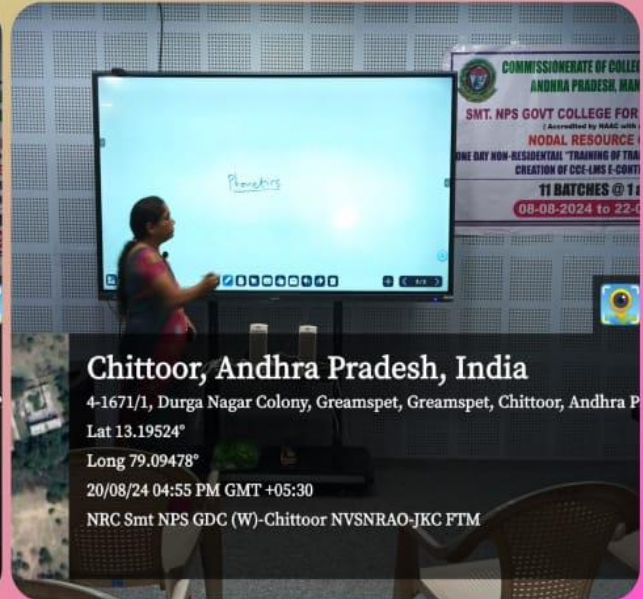 Phonetics
3/3
COMMISSIONERATE OF COLLE
ANDHRA PRADESH, MAN
SMT. NPS GOVT COLLEGE FOR
( Accredited by NAAC with
NODAL RESOURCE
ONE DAY NON-RESIDENTAIL "TRAINING OF TRA
CREATION OF CCE-LMS E-CONT
11 BATCHES @ 1
08-08-2024 to 22-0
Chittoor, Andhra Pradesh, India
4-1671/1, Durga Nagar Colony, Greamspet, Greamspet, Chittoor, Andhra P
Lat 13.19524°
Long 79.09478°
20/08/24 04:55 PM GMT +05:30
NRC Smt NPS GDC (W)-Chittoor NVSNRAO-JKC FTM